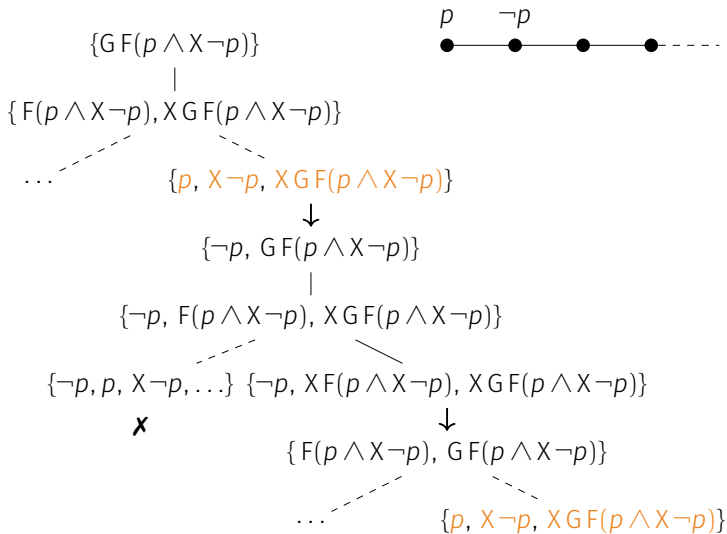 p ¬p
{G F(p ∧ X ¬p)}
{F(p ∧ X ¬p), X G F(p ∧ X ¬p)}
... {p, X ¬p, X G F(p ∧ X ¬p)}
{¬p, G F(p ∧ X ¬p)}
{¬p, F(p ∧ X ¬p), X G F(p ∧ X ¬p)}
{¬p, p, X ¬p, ...} {¬p, X F(p ∧ X ¬p), X G F(p ∧ X ¬p)}
✗
{F(p ∧ X ¬p), G F(p ∧ X ¬p)}
... {p, X ¬p, X G F(p ∧ X ¬p)}